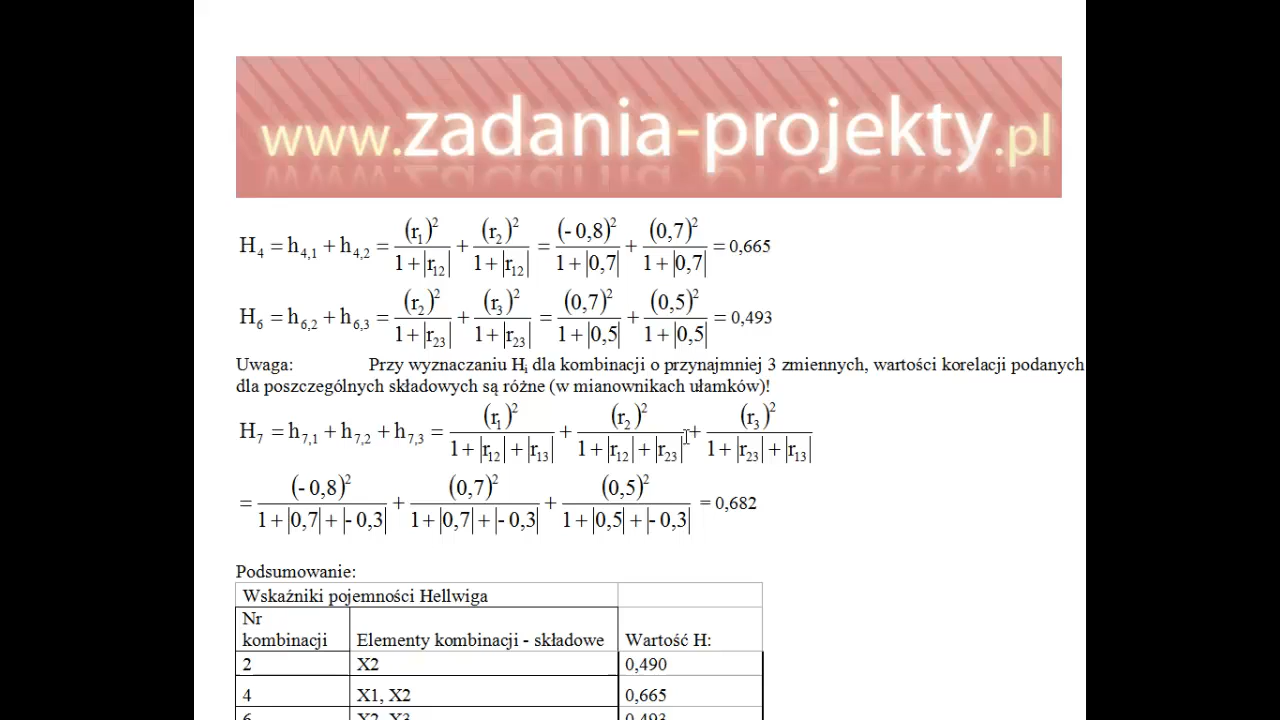 www.zadania-projekty.pl
H₄ = h₄,₁ + h₄,₂ = (r₁)²/(1+|r₁₂|) + (r₂)²/(1+|r₁₂|) = (-0,8)²/(1+|0,7|) + (0,7)²/(1+|0,7|) = 0,665
H₆ = h₆,₂ + h₆,₃ = (r₂)²/(1+|r₂₃|) + (r₃)²/(1+|r₂₃|) = (0,7)²/(1+|0,5|) + (0,5)²/(1+|0,5|) = 0,493
Uwaga: Przy wyznaczaniu Hᵢ dla kombinacji o przynajmniej 3 zmiennych, wartości korelacji podanych
dla poszczególnych składowych są różne (w mianownikach ułamków)!
H₇ = h₇,₁ + h₇,₂ + h₇,₃ = (r₁)²/(1+|r₁₂|+|r₁₃|) + (r₂)²/(1+|r₁₂|+|r₂₃|) + (r₃)²/(1+|r₂₃|+|r₁₃|)
= (-0,8)²/(1+|0,7|+|-0,3|) + (0,7)²/(1+|0,7|+|-0,3|) + (0,5)²/(1+|0,5|+|-0,3|) = 0,682
Podsumowanie:
Wskaźniki pojemności Hellwiga
Nr
kombinacji Elementy kombinacji - składowe Wartość H:
2 X2 0,490
4 X1, X2 0,665
6 X2, X3 0,493